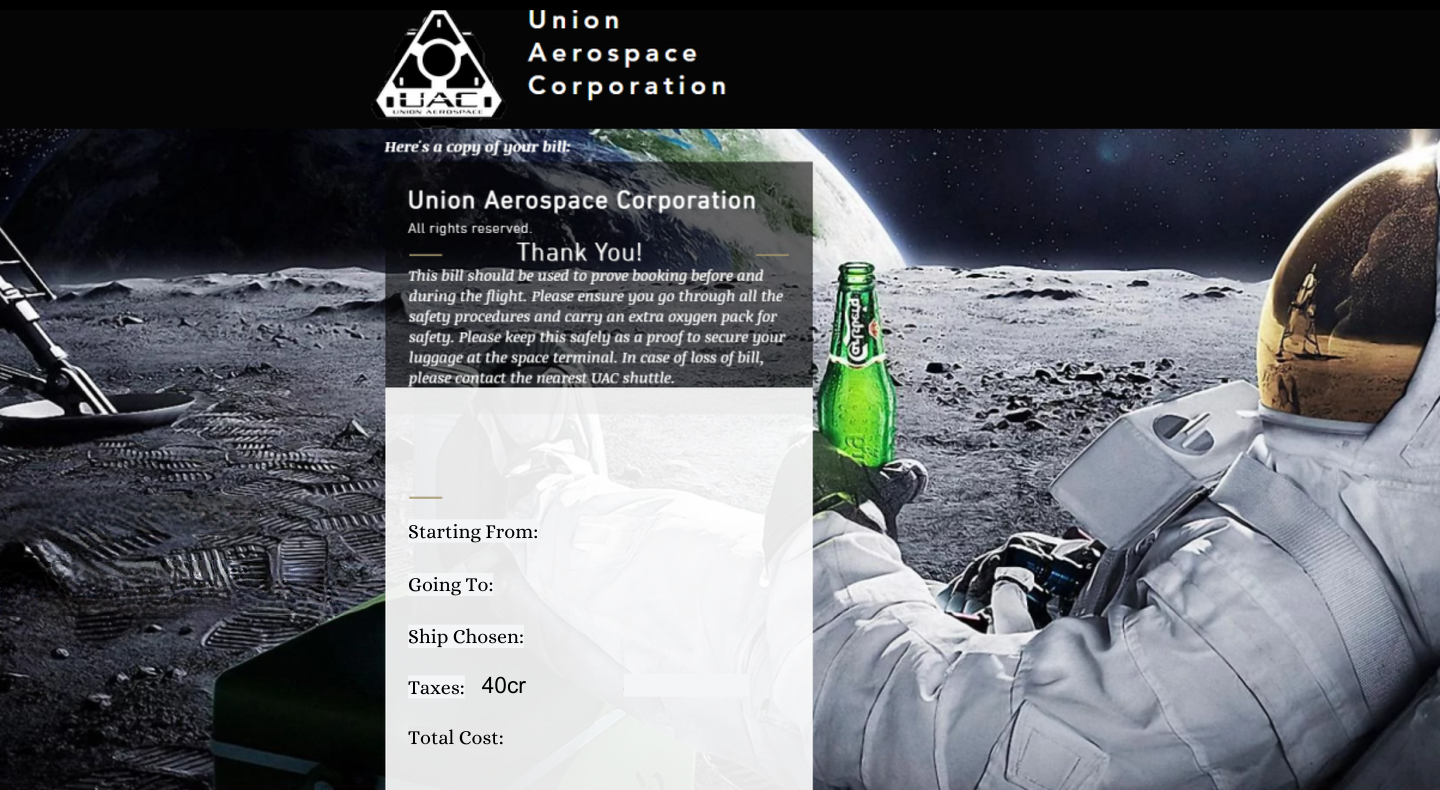 Union
Aerospace
Corporation
UAC
UNION AEROSPACE
Here's a copy of your bill:
Union Aerospace Corporation
All rights reserved.
Thank You!
This bill should be used to prove booking before and
during the flight. Please ensure you go through all the
safety procedures and carry an extra oxygen pack for
safety. Please keep this safely as a proof to secure your
luggage at the space terminal. In case of loss of bill,
please contact the nearest UAC shuttle.
Carlsberg
Starting From:
Going To:
Ship Chosen:
Taxes: 40cr
Total Cost: